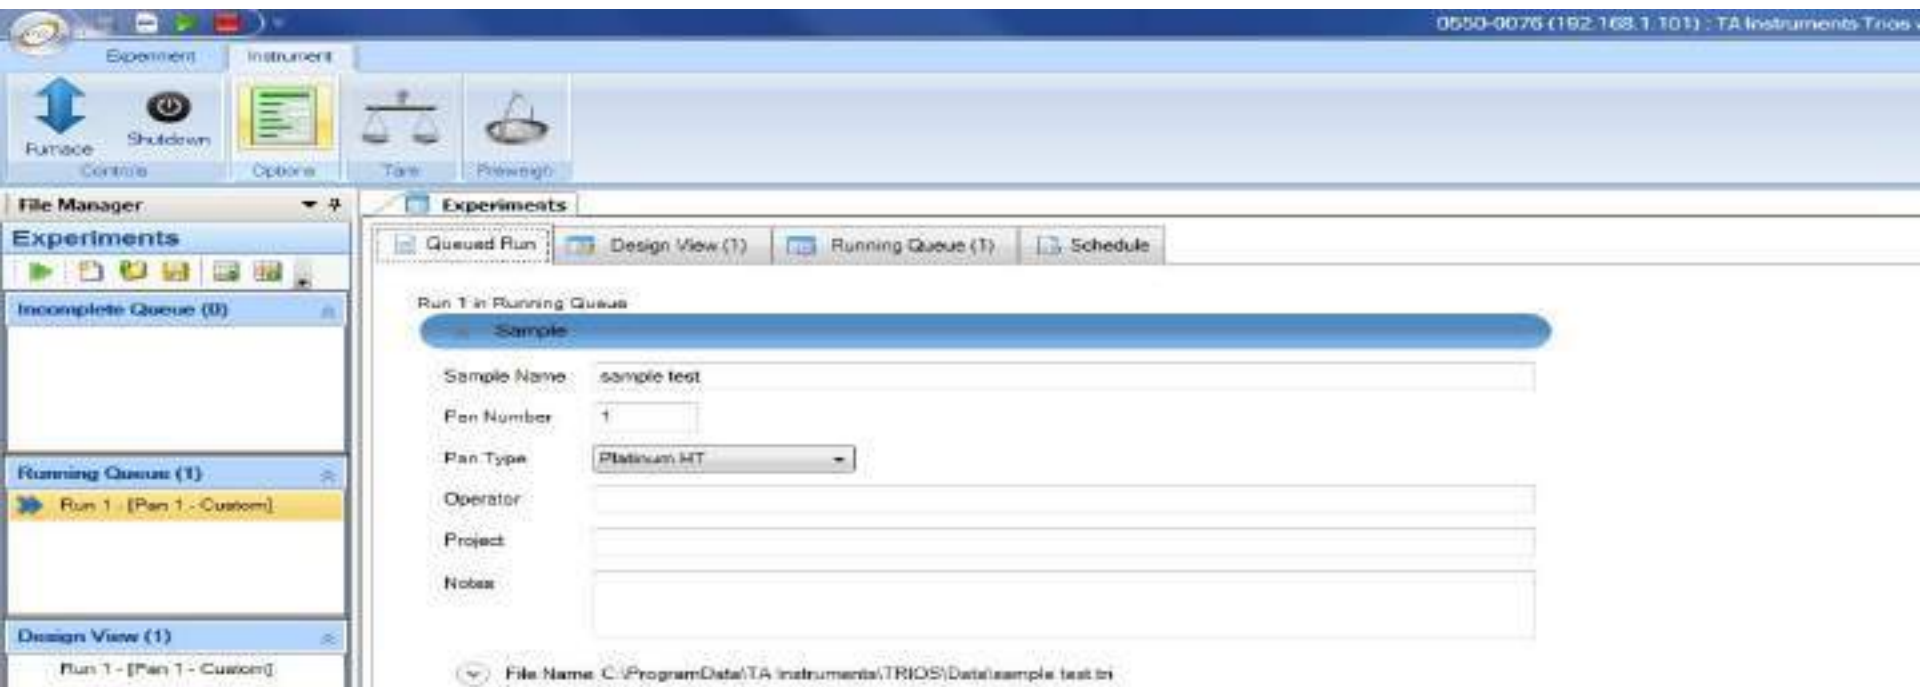 0550-0076 (192.168.1.101) : TA Instruments Trios
Experiment Instrument
Furnace Shutdown
Controls Options Tare Preweigh
File Manager
Experiments
Experiments
Queued Run Design View (1) Running Queue (1) Schedule
Incomplete Queue (0)
Run 1 in Running Queue
Sample
Sample Name sample test
Pan Number 1
Pan Type Platinum HT
Running Queue (1)
Run 1 - [Pan 1 - Custom]
Operator
Project
Notes
Design View (1)
Run 1 - [Pan 1 - Custom]
File Name C:\ProgramData\TA Instruments\TRIOS\Data\sample test.tri